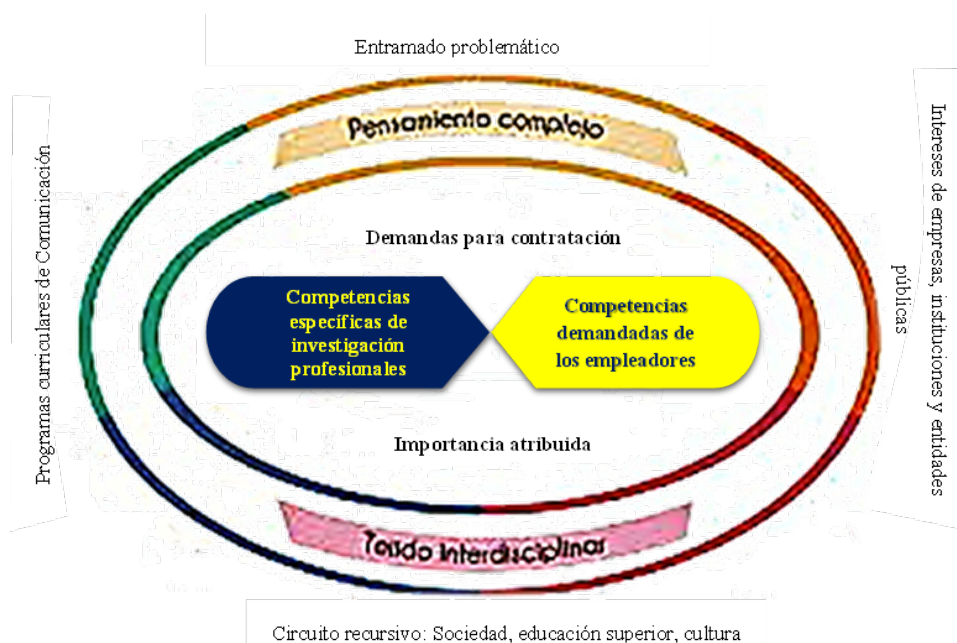 Entramado problemático
Pensamiento complejo
Programas curriculares de Comunicación
Intereses de empresas, instituciones y entidades
públicas
Demandas para contratación
Competencias
específicas de
investigación
profesionales
Competencias
demandadas de
los empleadores
Importancia atribuida
Tejido Interdisciplinar
Circuito recursivo: Sociedad, educación superior, cultura